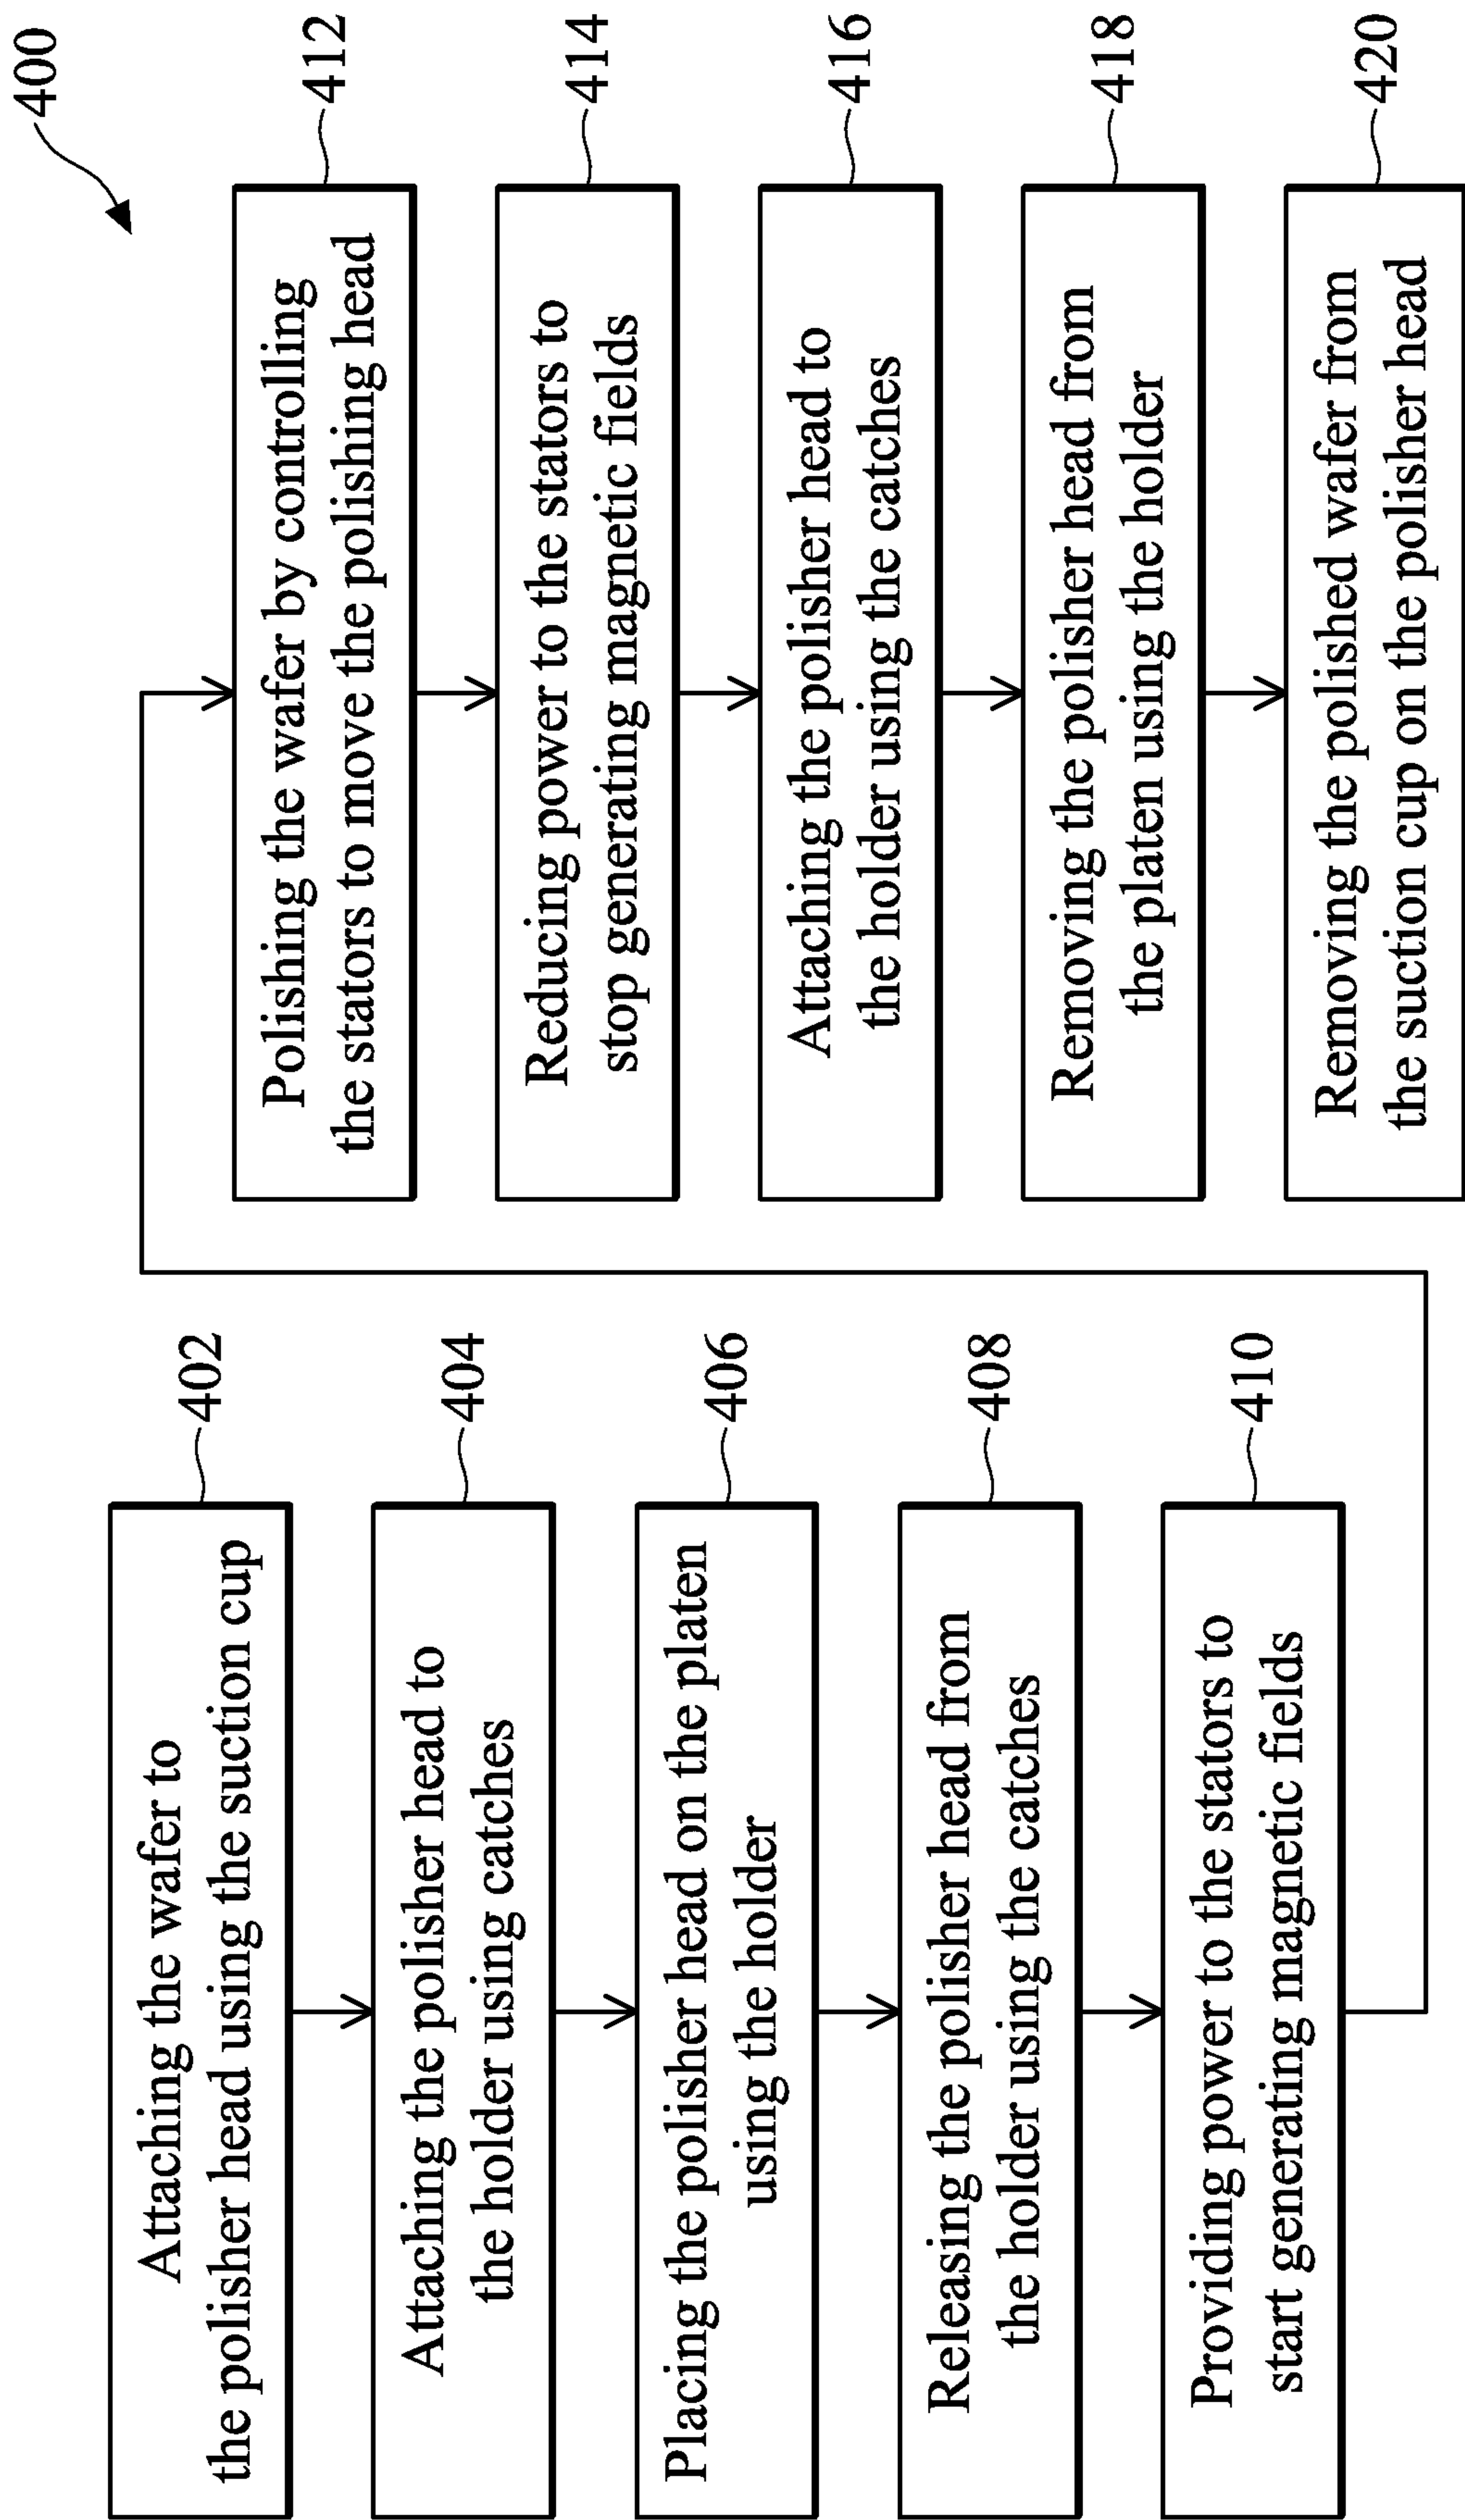 400
Attaching the wafer to
the polisher head using the suction cup
402
Attaching the polisher head to
the holder using catches
404
Placing the polisher head on the platen
using the holder
406
Releasing the polisher head from
the holder using the catches
408
Providing power to the stators to
start generating magnetic fields
410
Polishing the wafer by controlling
the stators to move the polishing head
412
Reducing power to the stators to
stop generating magnetic fields
414
Attaching the polisher head to
the holder using the catches
416
Removing the polisher head from
the platen using the holder
418
Removing the polished wafer from
the suction cup on the polisher head
420